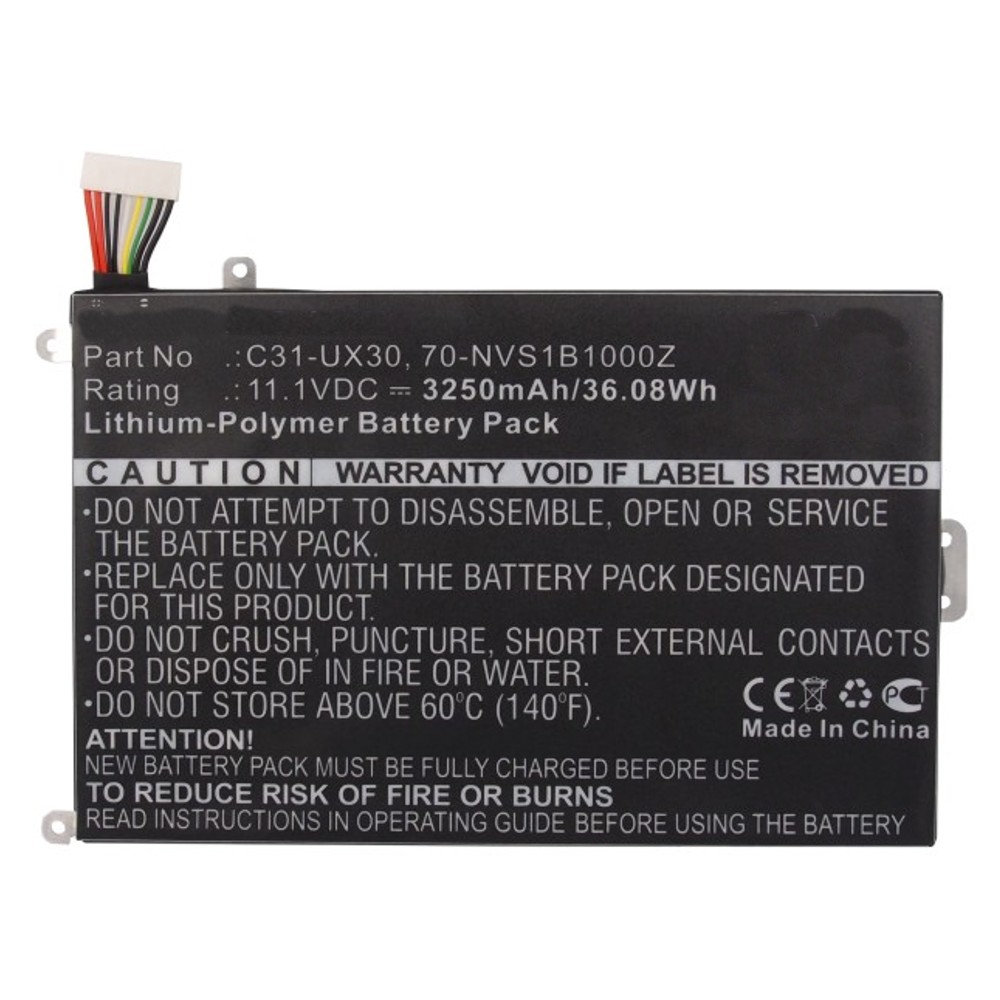 Part No .:C31-UX30, 70-NVS1B1000Z
Rating .:11.1VDC ⎓ 3250mAh/36.08Wh
Lithium-Polymer Battery Pack
CAUTION WARRANTY VOID IF LABEL IS REMOVED
·DO NOT ATTEMPT TO DISASSEMBLE, OPEN OR SERVICE
THE BATTERY PACK.
·REPLACE ONLY WITH THE BATTERY PACK DESIGNATED
FOR THIS PRODUCT.
·DO NOT CRUSH, PUNCTURE, SHORT EXTERNAL CONTACTS
OR DISPOSE OF IN FIRE OR WATER.
·DO NOT STORE ABOVE 60°C (140°F).
CE PCT
Made In China
ATTENTION!
NEW BATTERY PACK MUST BE FULLY CHARGED BEFORE USE
TO REDUCE RISK OF FIRE OR BURNS
READ INSTRUCTIONS IN OPERATING GUIDE BEFORE USING THE BATTERY